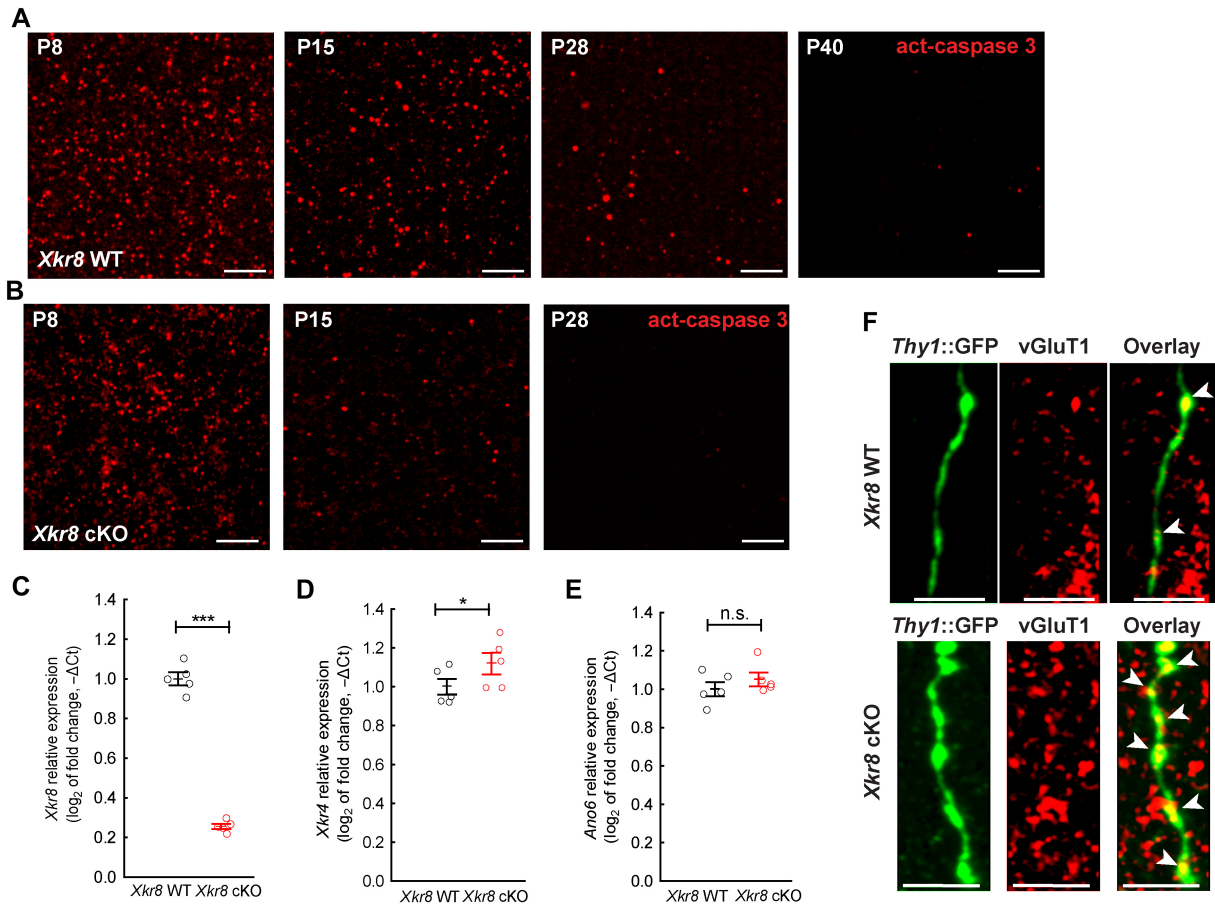 A
P8
P15
P28
P40
act-caspase 3
Xkr8 WT
B
P8
P15
P28
act-caspase 3
Xkr8 cKO
C
Xkr8 relative expression
(log2 of fold change, –ΔCt)
1.4
1.2
1.0
0.8
0.6
0.4
0.2
0.0
***
Xkr8 WT
Xkr8 cKO
D
Xkr4 relative expression
(log2 of fold change, –ΔCt)
1.4
1.2
1.0
0.8
0.6
0.4
0.2
0.0
*
Xkr8 WT
Xkr8 cKO
E
Ano6 relative expression
(log2 of fold change, –ΔCt)
1.4
1.2
1.0
0.8
0.6
0.4
0.2
0.0
n.s.
Xkr8 WT
Xkr8 cKO
F
Thy1::GFP
vGluT1
Overlay
Xkr8 WT
Thy1::GFP
vGluT1
Overlay
Xkr8 cKO